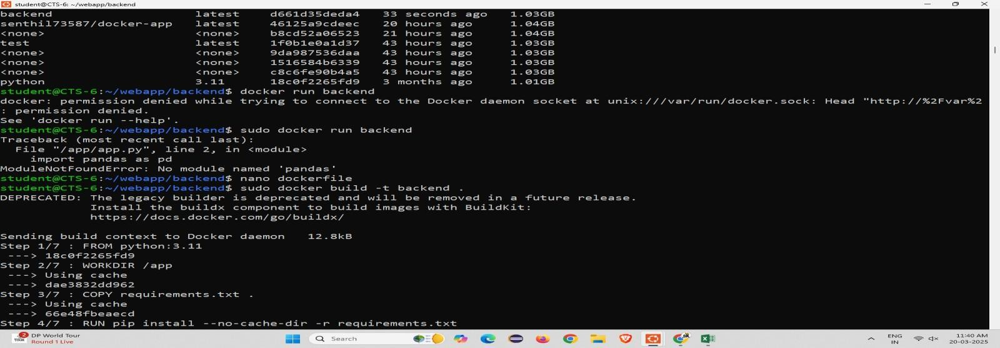 student@CTS-6: ~/webapp/backend
backend latest d661d35deda4 33 seconds ago 1.03GB
senthil73587/docker-app latest 46125a9cdeec 20 hours ago 1.04GB
<none> <none> b8cd52a06523 21 hours ago 1.04GB
test latest 1f0b1e0a1d37 43 hours ago 1.03GB
<none> <none> 9da987536daa 43 hours ago 1.03GB
<none> <none> 1516584b6339 43 hours ago 1.03GB
<none> <none> c8c6fe90b4a5 43 hours ago 1.03GB
python 3.11 18c0f2265fd9 3 months ago 1.01GB
student@CTS-6:~/webapp/backend$ docker run backend
docker: permission denied while trying to connect to the Docker daemon socket at unix:///var/run/docker.sock: Head "http://%2Fvar%2
: permission denied.
See 'docker run --help'.
student@CTS-6:~/webapp/backend$ sudo docker run backend
Traceback (most recent call last):
File "/app/app.py", line 2, in <module>
import pandas as pd
ModuleNotFoundError: No module named 'pandas'
student@CTS-6:~/webapp/backend$ nano dockerfile
student@CTS-6:~/webapp/backend$ sudo docker build -t backend .
DEPRECATED: The legacy builder is deprecated and will be removed in a future release.
Install the buildx component to build images with BuildKit:
https://docs.docker.com/go/buildx/
Sending build context to Docker daemon 12.8kB
Step 1/7 : FROM python:3.11
---> 18c0f2265fd9
Step 2/7 : WORKDIR /app
---> Using cache
---> dae3832dd962
Step 3/7 : COPY requirements.txt .
---> Using cache
---> 66e48fbeaecd
Step 4/7 : RUN pip install --no-cache-dir -r requirements.txt
2
DP World Tour
Round 1 Live
Search
ENG
IN
11:40 AM
20-03-2025